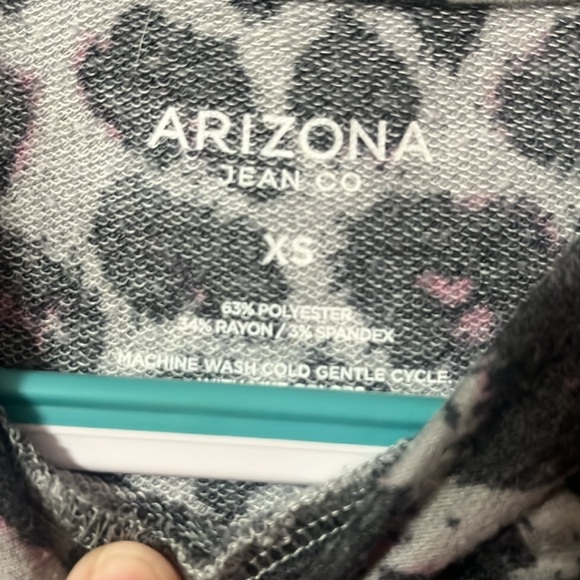 ARIZONA
JEAN CO
XS
63% POLYESTER
34% RAYON / 3% SPANDEX
MACHINE WASH COLD GENTLE CYCLE.